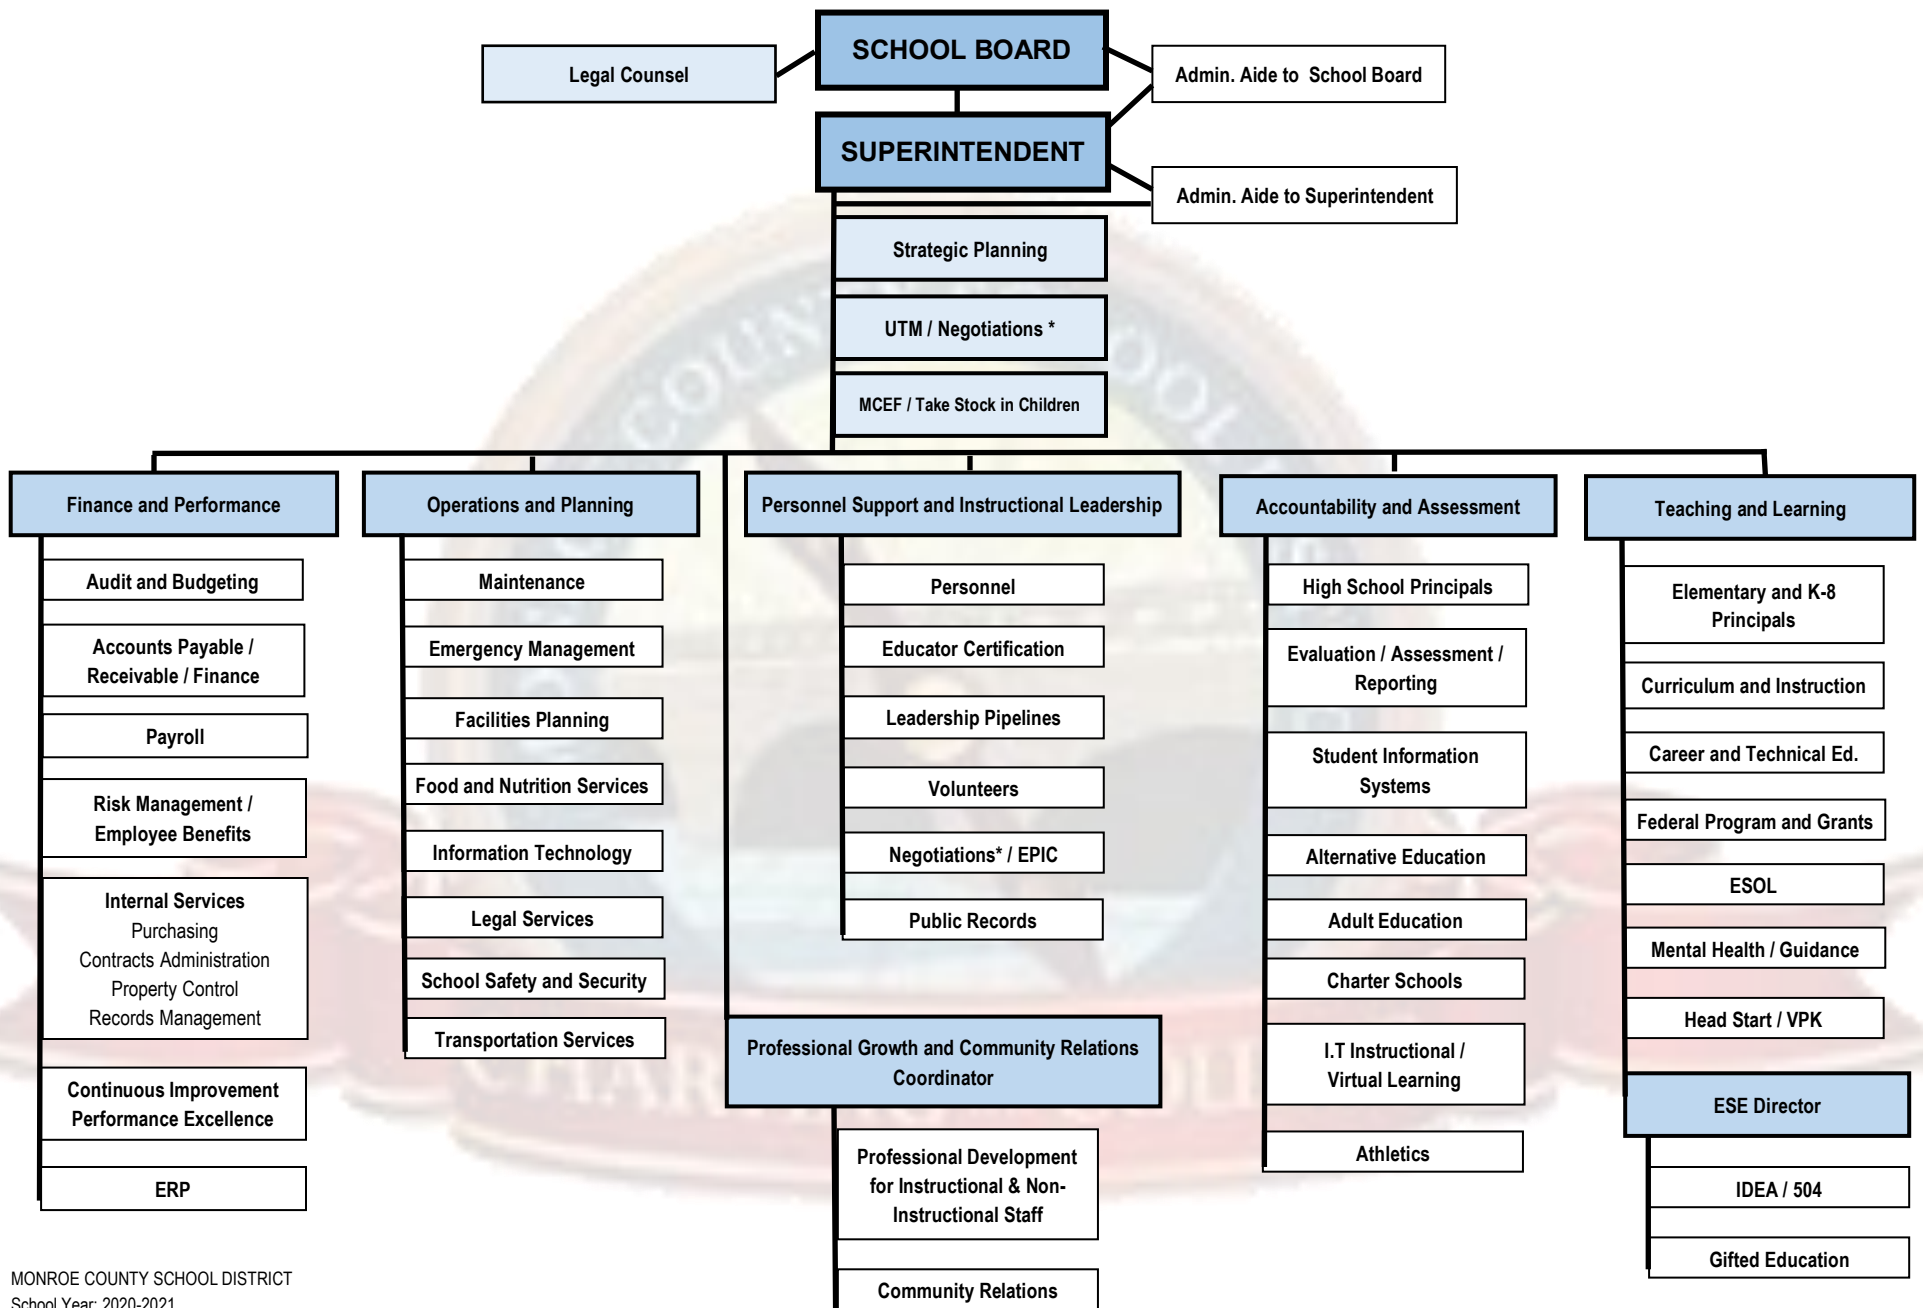 SCHOOL BOARD
Legal Counsel
Admin. Aide to School Board
SUPERINTENDENT
Admin. Aide to Superintendent
Strategic Planning
UTM / Negotiations *
MCEF / Take Stock in Children
Finance and Performance
Audit and Budgeting
Accounts Payable /
Receivable / Finance
Payroll
Risk Management /
Employee Benefits
Internal Services
Purchasing
Contracts Administration
Property Control
Records Management
Continuous Improvement
Performance Excellence
ERP
Operations and Planning
Maintenance
Emergency Management
Facilities Planning
Food and Nutrition Services
Information Technology
Legal Services
School Safety and Security
Transportation Services
Personnel Support and Instructional Leadership
Personnel
Educator Certification
Leadership Pipelines
Volunteers
Negotiations* / EPIC
Public Records
Professional Growth and Community Relations
Coordinator
Professional Development
for Instructional & Non-
Instructional Staff
Community Relations
Accountability and Assessment
High School Principals
Evaluation / Assessment /
Reporting
Student Information
Systems
Alternative Education
Adult Education
Charter Schools
I.T Instructional /
Virtual Learning
Athletics
Teaching and Learning
Elementary and K-8
Principals
Curriculum and Instruction
Career and Technical Ed.
Federal Program and Grants
ESOL
Mental Health / Guidance
Head Start / VPK
ESE Director
IDEA / 504
Gifted Education
MONROE COUNTY SCHOOL DISTRICT
School Year: 2020-2021